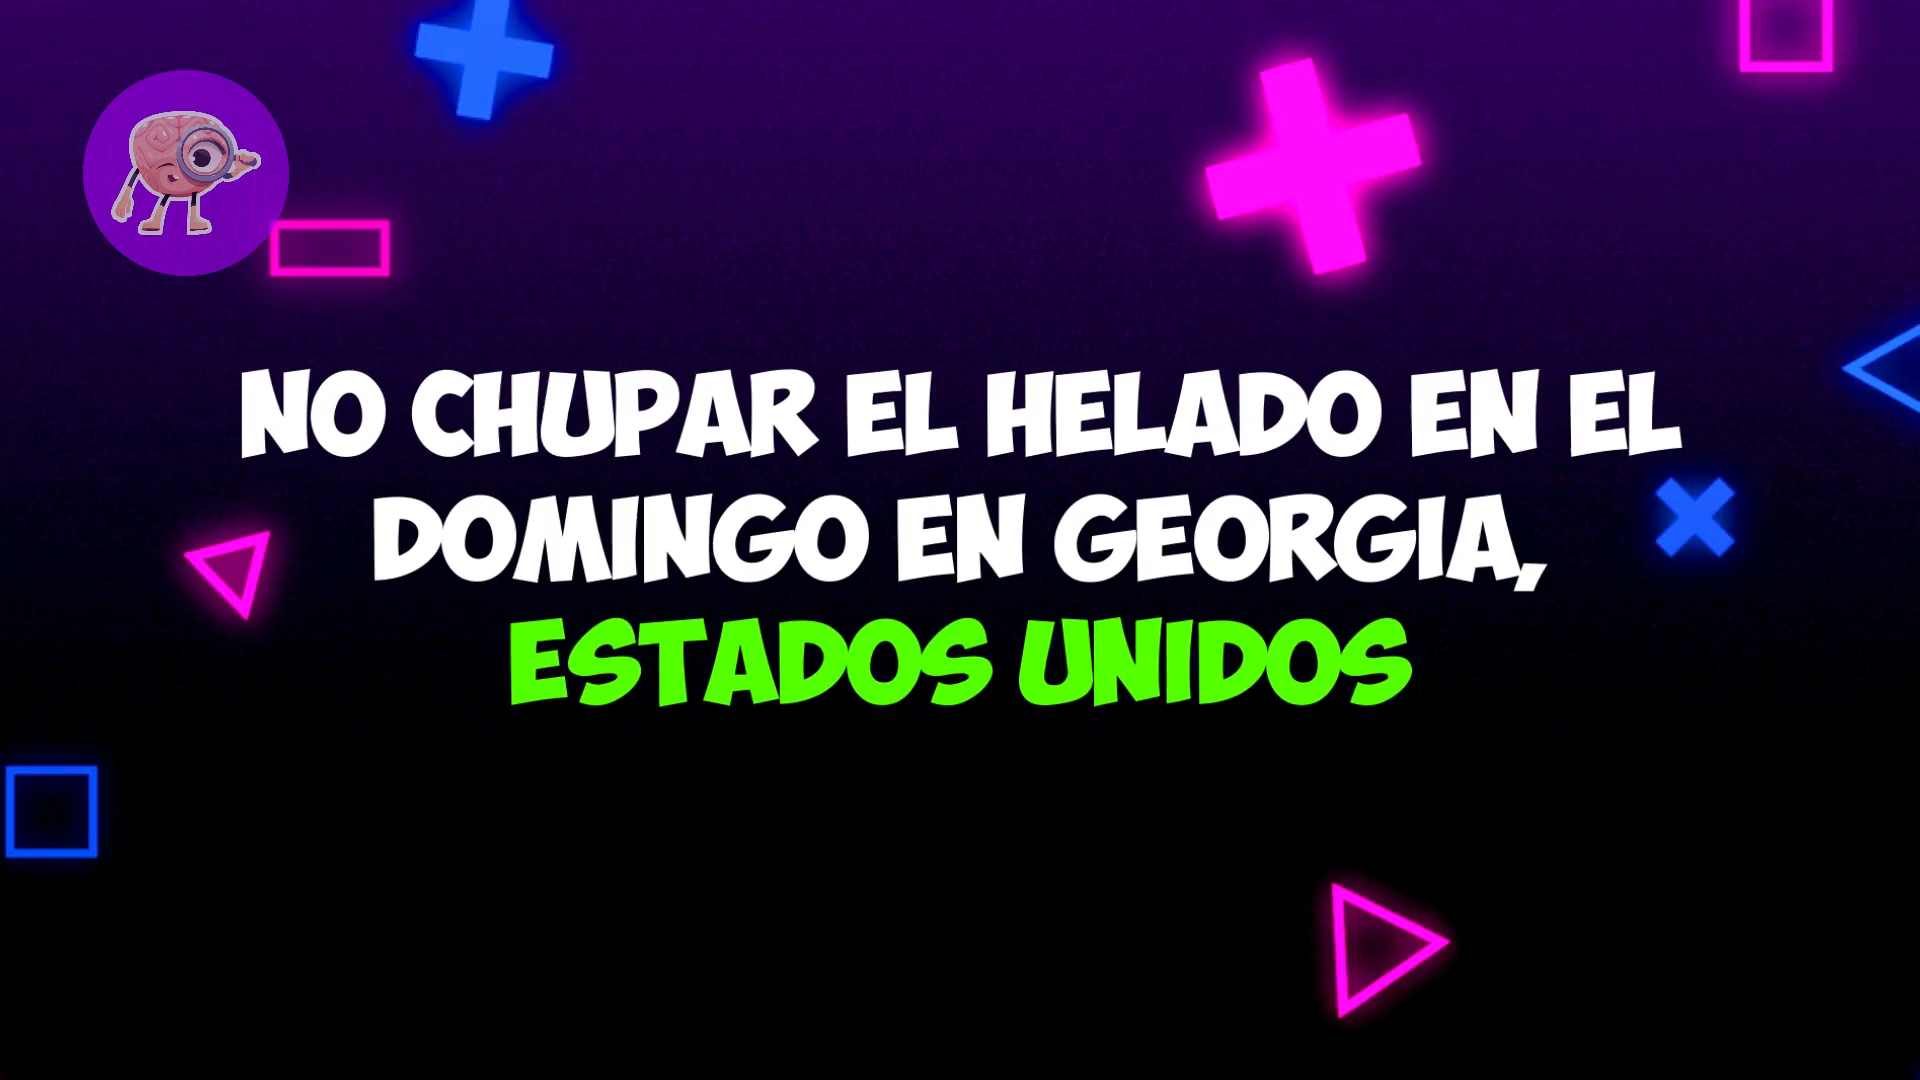 NO CHUPAR EL HELADO EN EL
DOMINGO EN GEORGIA,
ESTADOS UNIDOS